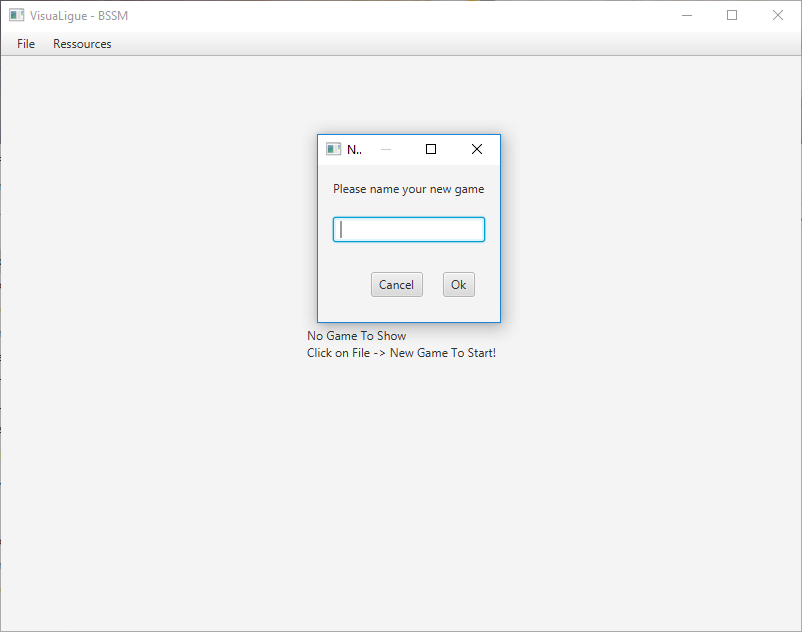 VisuaLigue - BSSM
File Ressources
N..
Please name your new game
Cancel Ok
No Game To Show
Click on File -> New Game To Start!